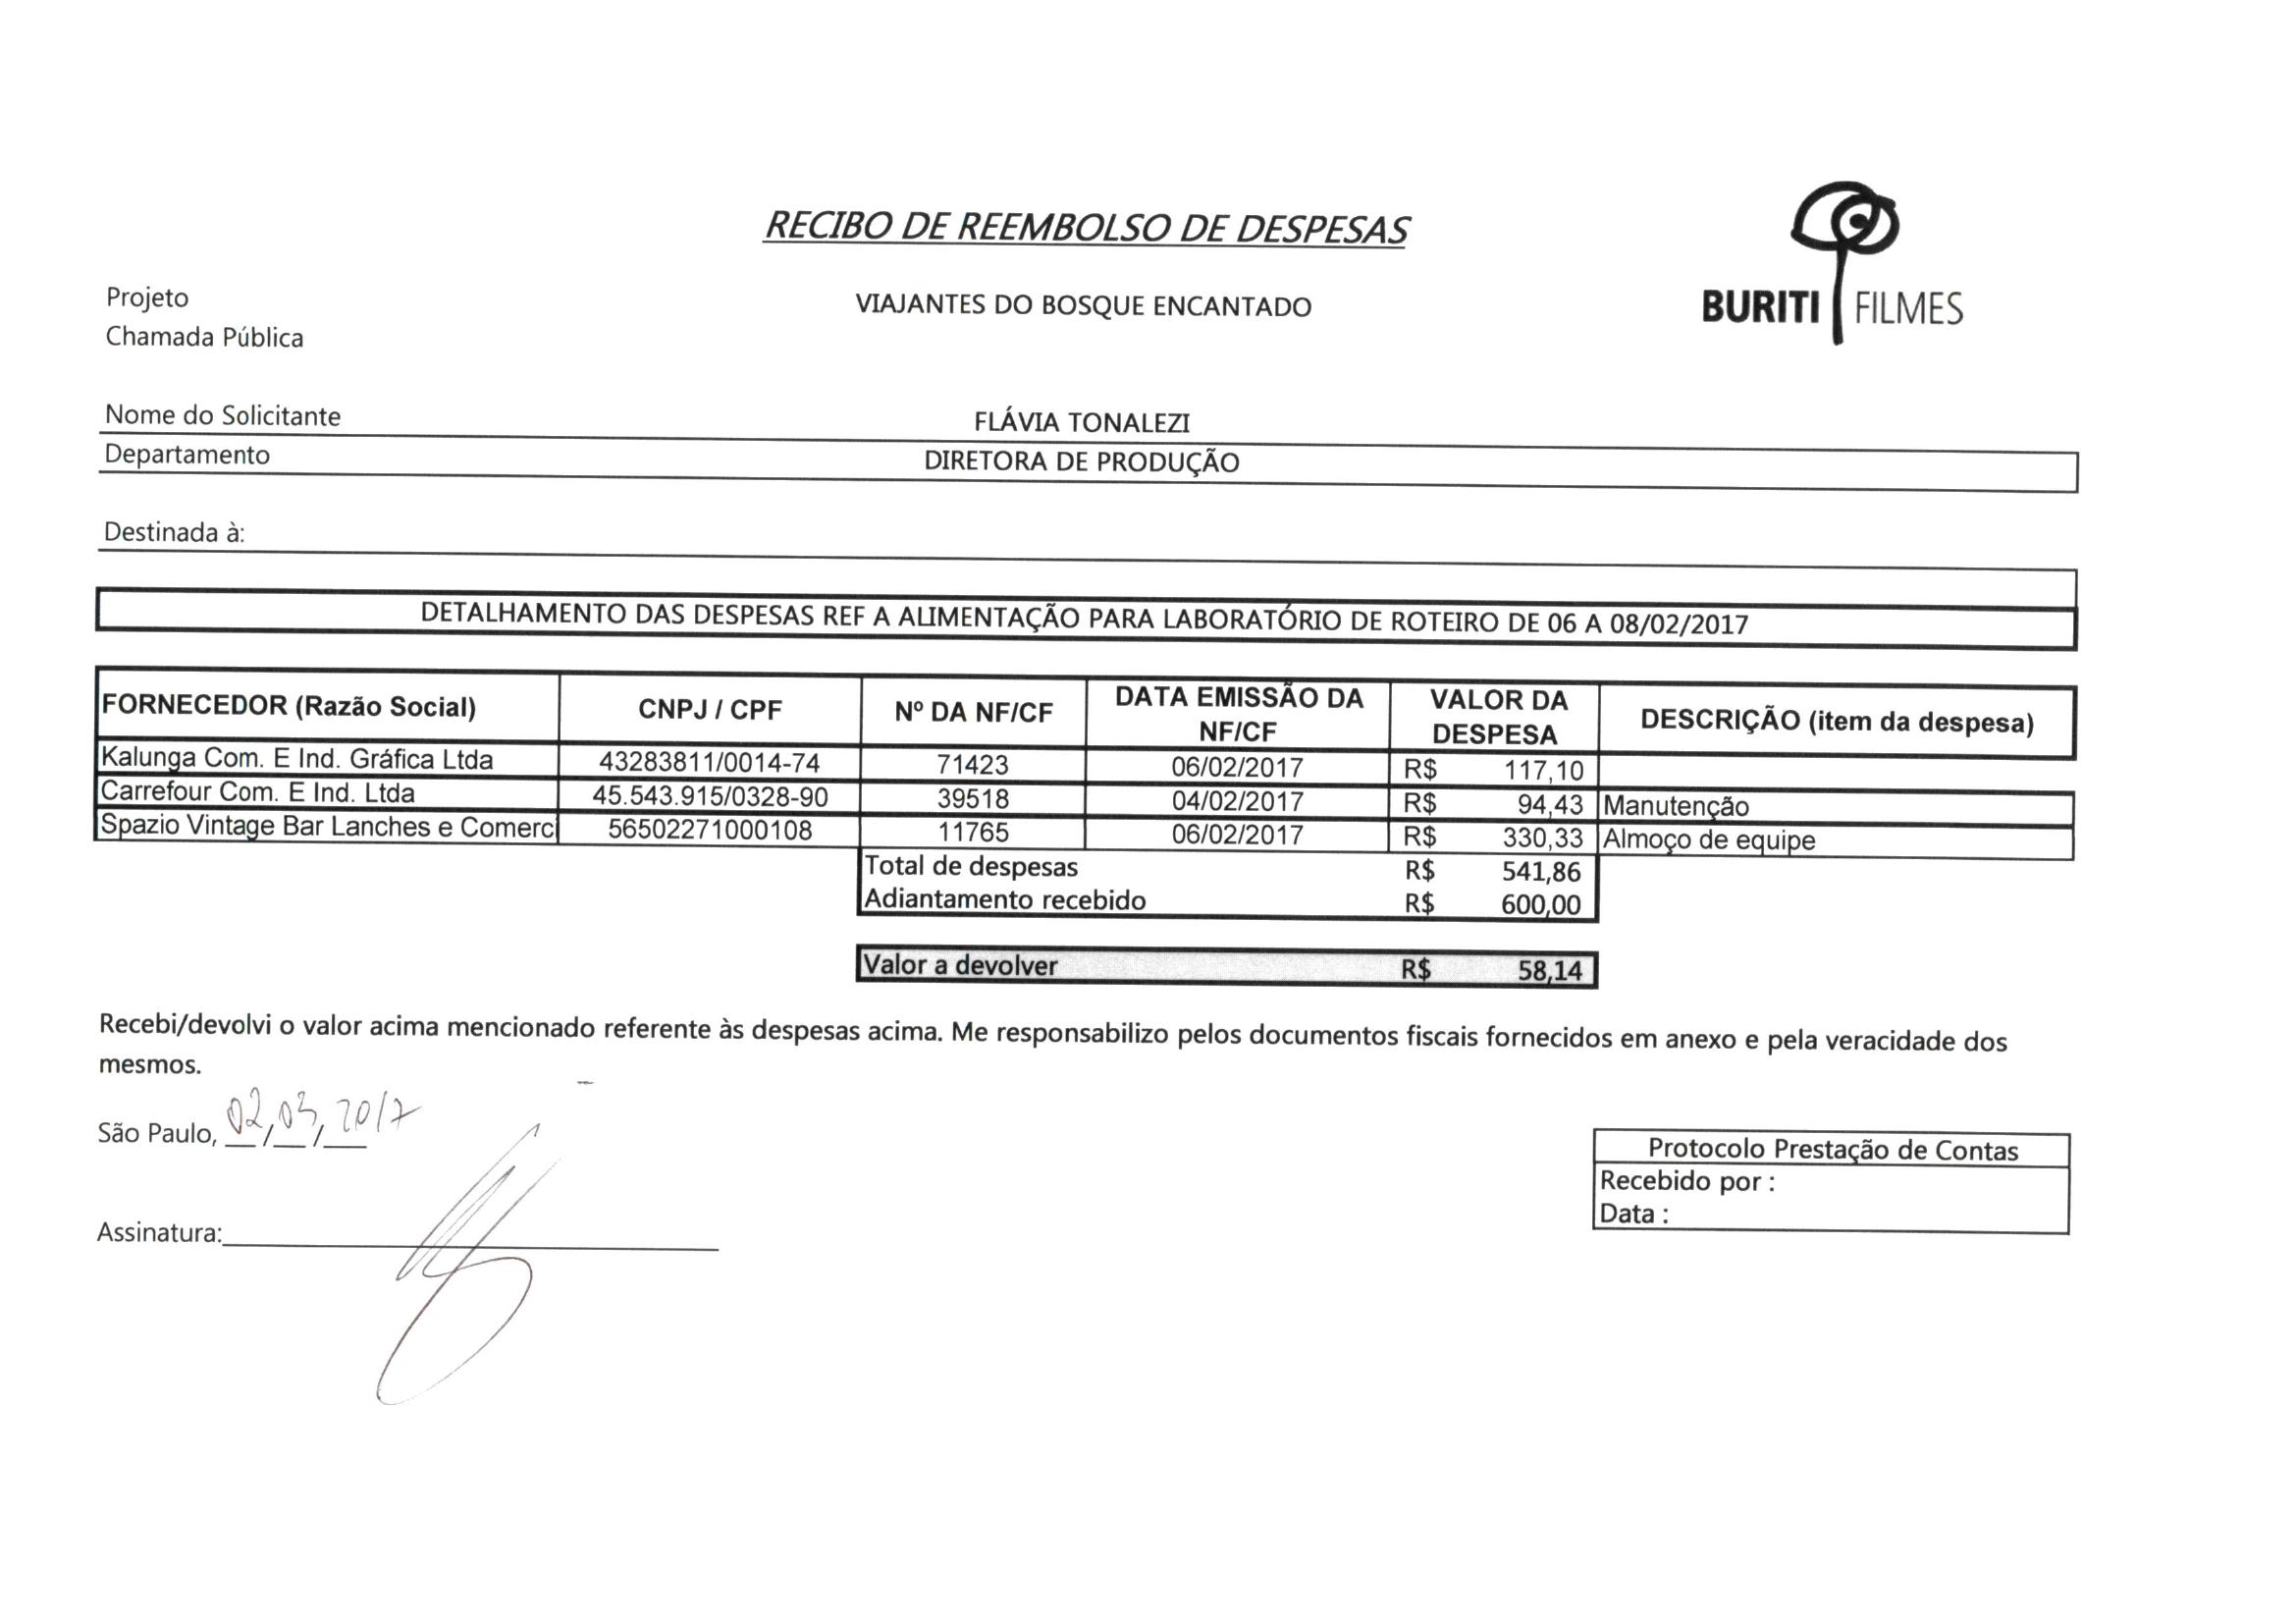 RECIBO DE REEMBOLSO DE DESPESAS
BURITI FILMES
Projeto VIAJANTES DO BOSQUE ENCANTADO
Chamada Pública
Nome do Solicitante FLÁVIA TONALEZI
Departamento DIRETORA DE PRODUÇÃO
Destinada à:
DETALHAMENTO DAS DESPESAS REF A ALIMENTAÇÃO PARA LABORATÓRIO DE ROTEIRO DE 06 A 08/02/2017
FORNECEDOR (Razão Social) CNPJ / CPF Nº DA NF/CF DATA EMISSÃO DA NF/CF VALOR DA DESPESA DESCRIÇÃO (item da despesa)
Kalunga Com. E Ind. Gráfica Ltda 43283811/0014-74 71423 06/02/2017 R$ 117,10
Carrefour Com. E Ind. Ltda 45.543.915/0328-90 39518 04/02/2017 R$ 94,43 Manutenção
Spazio Vintage Bar Lanches e Comerci 56502271000108 11765 06/02/2017 R$ 330,33 Almoço de equipe
Total de despesas R$ 541,86
Adiantamento recebido R$ 600,00
Valor a devolver R$ 58,14
Recebi/devolvi o valor acima mencionado referente às despesas acima. Me responsabilizo pelos documentos fiscais fornecidos em anexo e pela veracidade dos
mesmos.
São Paulo, 02/03/2017
Assinatura:
Protocolo Prestação de Contas
Recebido por :
Data :